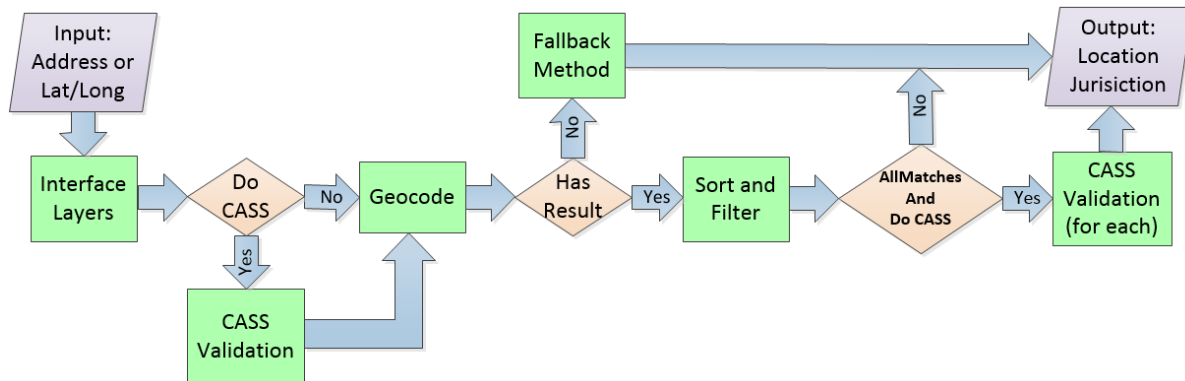 Input:
Address or
Lat/Long
Interface
Layers
Do
CASS
No
Yes
CASS
Validation
Geocode
Has
Result
No
Fallback
Method
Yes
Sort and
Filter
AllMatches
And
Do CASS
No
Yes
CASS
Validation
(for each)
Output:
Location
Jurisiction